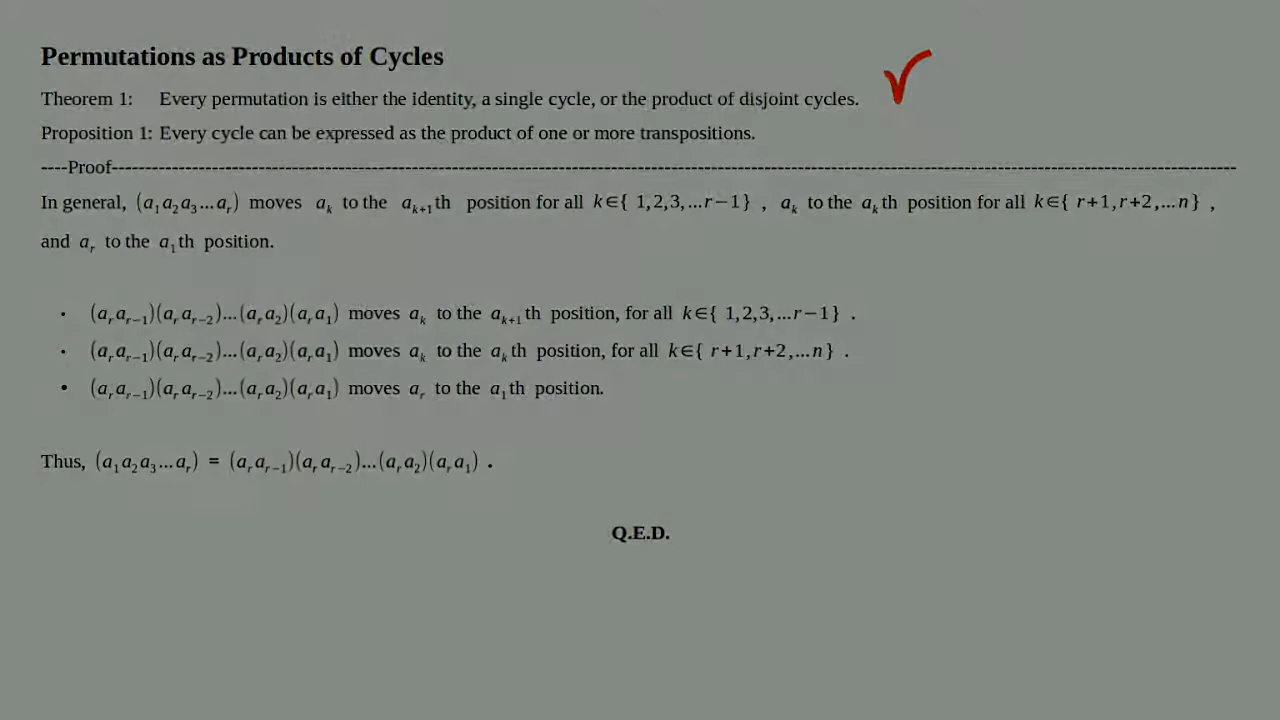 Permutations as Products of Cycles
Theorem 1: Every permutation is either the identity, a single cycle, or the product of disjoint cycles.
Proposition 1: Every cycle can be expressed as the product of one or more transpositions.
----Proof--------------------------------------------------------------------------------
In general, (a₁a₂a₃...aᵣ) moves aₖ to the aₖ₊₁th position for all k∈{ 1,2,3,...r−1} , aₖ to the aₖth position for all k∈{ r+1,r+2,...n} ,
and aᵣ to the a₁th position.
• (aᵣaᵣ₋₁)(aᵣaᵣ₋₂)...(aᵣa₂)(aᵣa₁) moves aₖ to the aₖ₊₁th position, for all k∈{ 1,2,3,...r−1} .
• (aᵣaᵣ₋₁)(aᵣaᵣ₋₂)...(aᵣa₂)(aᵣa₁) moves aₖ to the aₖth position, for all k∈{ r+1,r+2,...n} .
• (aᵣaᵣ₋₁)(aᵣaᵣ₋₂)...(aᵣa₂)(aᵣa₁) moves aᵣ to the a₁th position.
Thus, (a₁a₂a₃...aᵣ) = (aᵣaᵣ₋₁)(aᵣaᵣ₋₂)...(aᵣa₂)(aᵣa₁) .
Q.E.D.